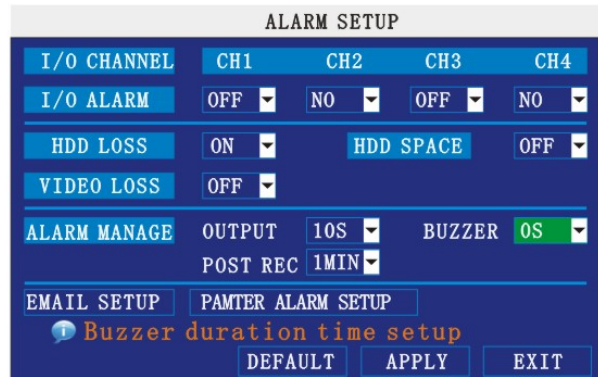 ALARM SETUP
I/O CHANNEL CH1 CH2 CH3 CH4
I/O ALARM OFF NO OFF NO
HDD LOSS ON HDD SPACE OFF
VIDEO LOSS OFF
ALARM MANAGE OUTPUT 10S BUZZER 0S
POST REC 1MIN
EMAIL SETUP PAMTER ALARM SETUP
Buzzer duration time setup
DEFAULT APPLY EXIT